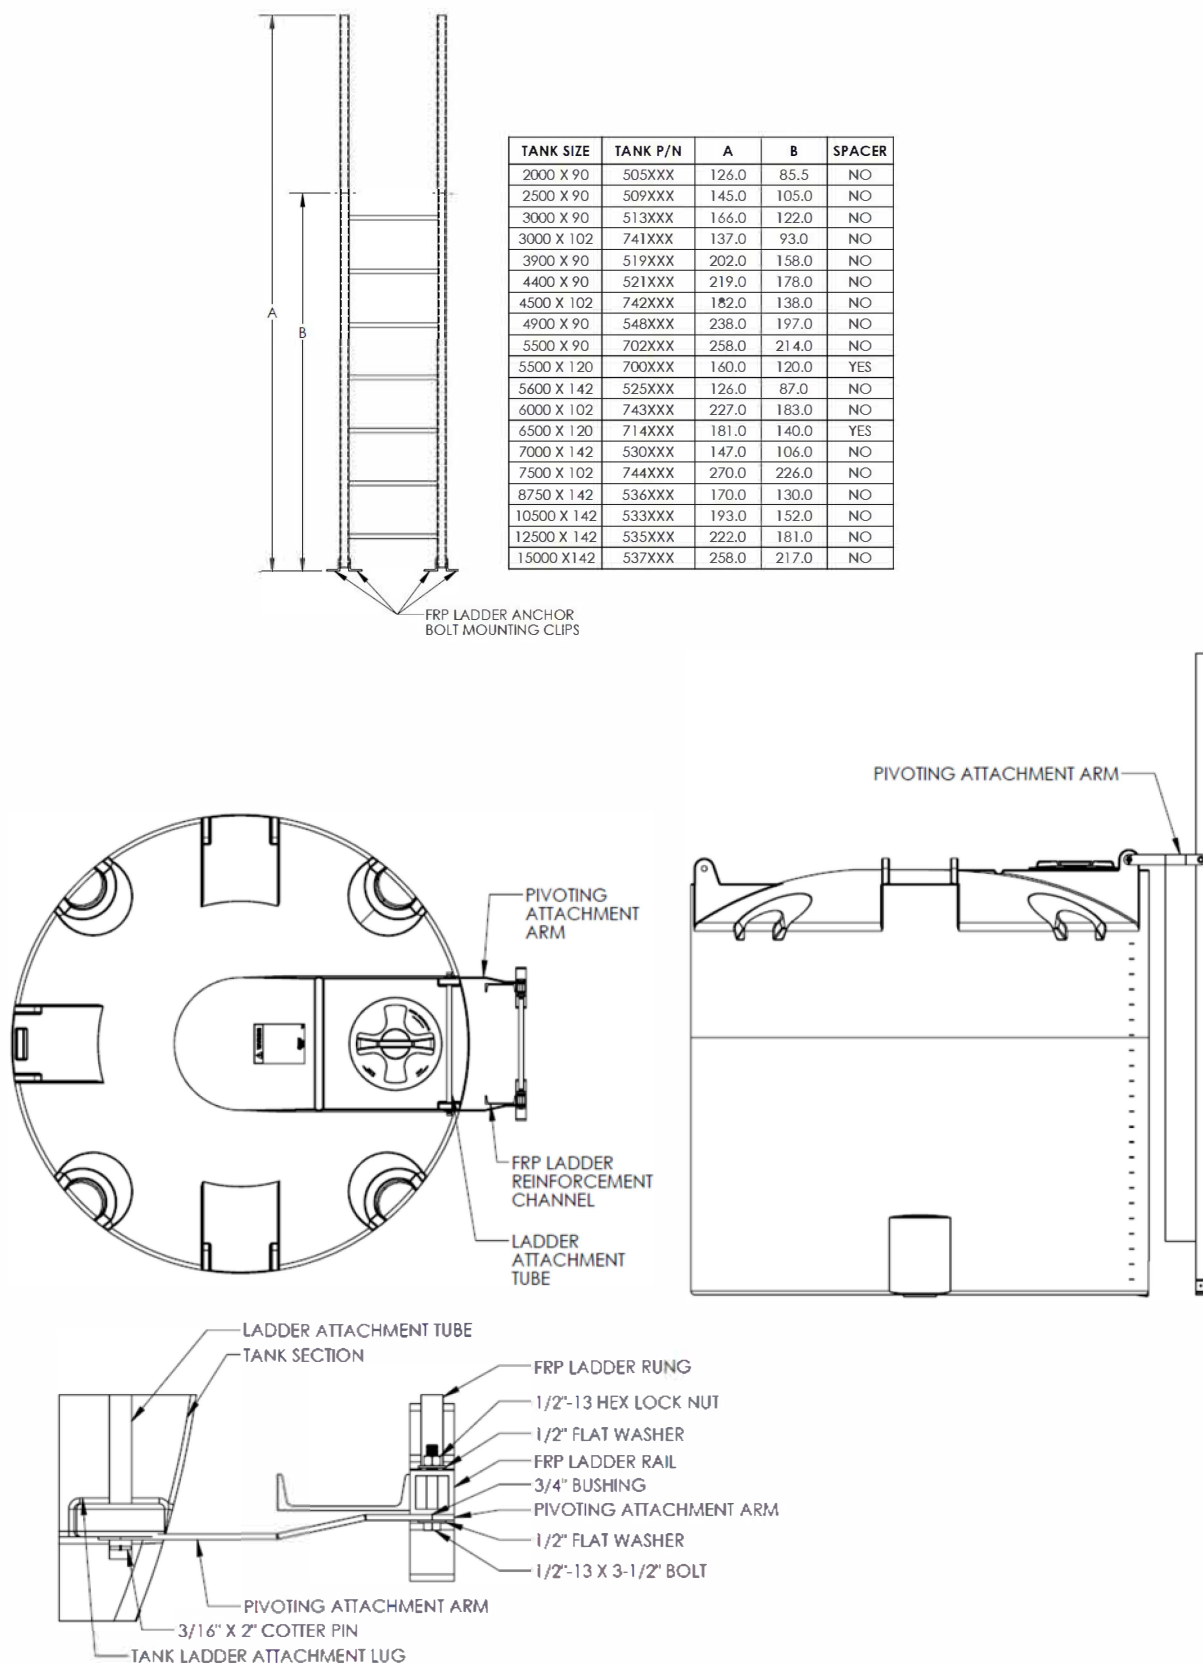 TANK SIZE TANK P/N A B SPACER
2000 X 90 505XXX 126.0 85.5 NO
2500 X 90 509XXX 145.0 105.0 NO
3000 X 90 513XXX 166.0 122.0 NO
3000 X 102 741XXX 137.0 93.0 NO
3900 X 90 519XXX 202.0 158.0 NO
4400 X 90 521XXX 219.0 178.0 NO
4500 X 102 742XXX 182.0 138.0 NO
4900 X 90 548XXX 238.0 197.0 NO
5500 X 90 702XXX 258.0 214.0 NO
5500 X 120 700XXX 160.0 120.0 YES
5600 X 142 525XXX 126.0 87.0 NO
6000 X 102 743XXX 227.0 183.0 NO
6500 X 120 714XXX 181.0 140.0 YES
7000 X 142 530XXX 147.0 106.0 NO
7500 X 102 744XXX 270.0 226.0 NO
8750 X 142 536XXX 170.0 130.0 NO
10500 X 142 533XXX 193.0 152.0 NO
12500 X 142 535XXX 222.0 181.0 NO
15000 X142 537XXX 258.0 217.0 NO
A
B
FRP LADDER ANCHOR
BOLT MOUNTING CLIPS
PIVOTING ATTACHMENT ARM
PIVOTING
ATTACHMENT
ARM
FRP LADDER
REINFORCEMENT
CHANNEL
LADDER
ATTACHMENT
TUBE
LADDER ATTACHMENT TUBE
TANK SECTION
FRP LADDER RUNG
1/2"-13 HEX LOCK NUT
1/2" FLAT WASHER
FRP LADDER RAIL
3/4" BUSHING
PIVOTING ATTACHMENT ARM
1/2" FLAT WASHER
1/2"-13 X 3-1/2" BOLT
PIVOTING ATTACHMENT ARM
3/16" X 2" COTTER PIN
TANK LADDER ATTACHMENT LUG